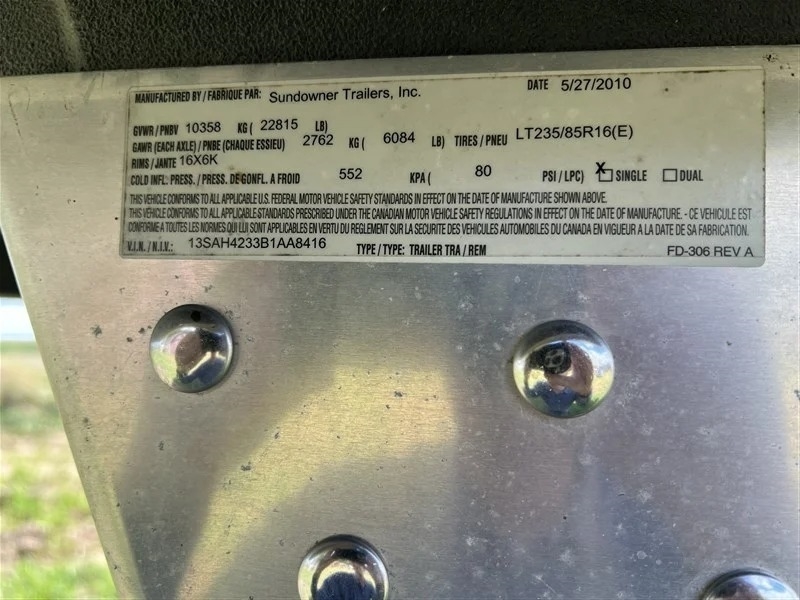 MANUFACTURED BY / FABRIQUE PAR: Sundowner Trailers, Inc. DATE 5/27/2010
GVWR / PNBV 10358 KG ( 22815 LB)
GAWR (EACH AXLE) / PNBE (CHAQUE ESSIEU) 2762 KG ( 6084 LB) TIRES / PNEU LT235/85R16(E)
RIMS / JANTE 16X6K
COLD INFL: PRESS. / PRESS. DE GONFL. A FROID 552 KPA ( 80 PSI / LPC) X SINGLE DUAL
THIS VEHICLE CONFORMS TO ALL APPLICABLE U.S. FEDERAL MOTOR VEHICLE SAFETY STANDARDS IN EFFECT ON THE DATE OF MANUFACTURE SHOWN ABOVE.
THIS VEHICLE CONFORMS TO ALL APPLICABLE STANDARDS PRESCRIBED UNDER THE CANADIAN MOTOR VEHICLE SAFETY REGULATIONS IN EFFECT ON THE DATE OF MANUFACTURE. - CE VEHICULE EST
CONFORME A TOUTES LES NORMES QUI LUI SONT APPLICABLES EN VERTU DU REGLEMENT SUR LA SECURITE DES VEHICULES AUTOMOBILES DU CANADA EN VIGUEUR A LA DATE DE SA FABRICATION.
V.I.N. / N.I.V.: 13SAH4233B1AA8416 TYPE / TYPE: TRAILER TRA / REM FD-306 REV A